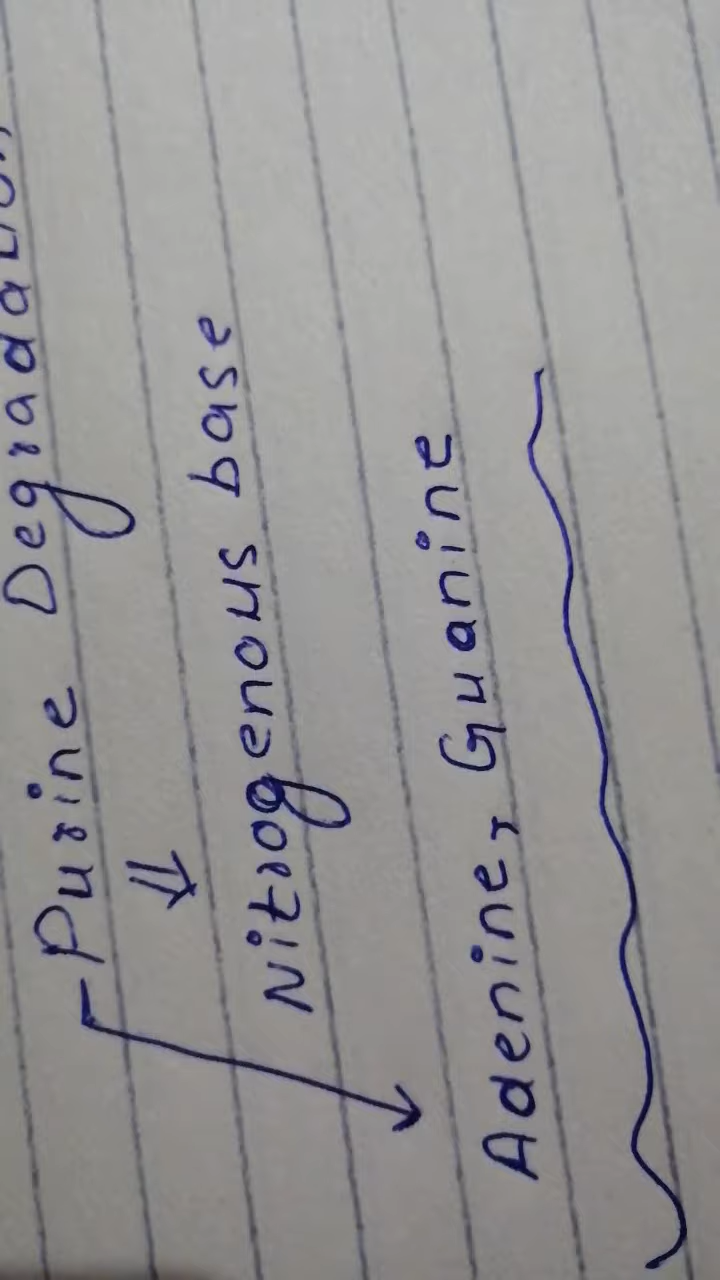 Purine Degradation
⇓
Nitrogenous base
Adenine, Guanine